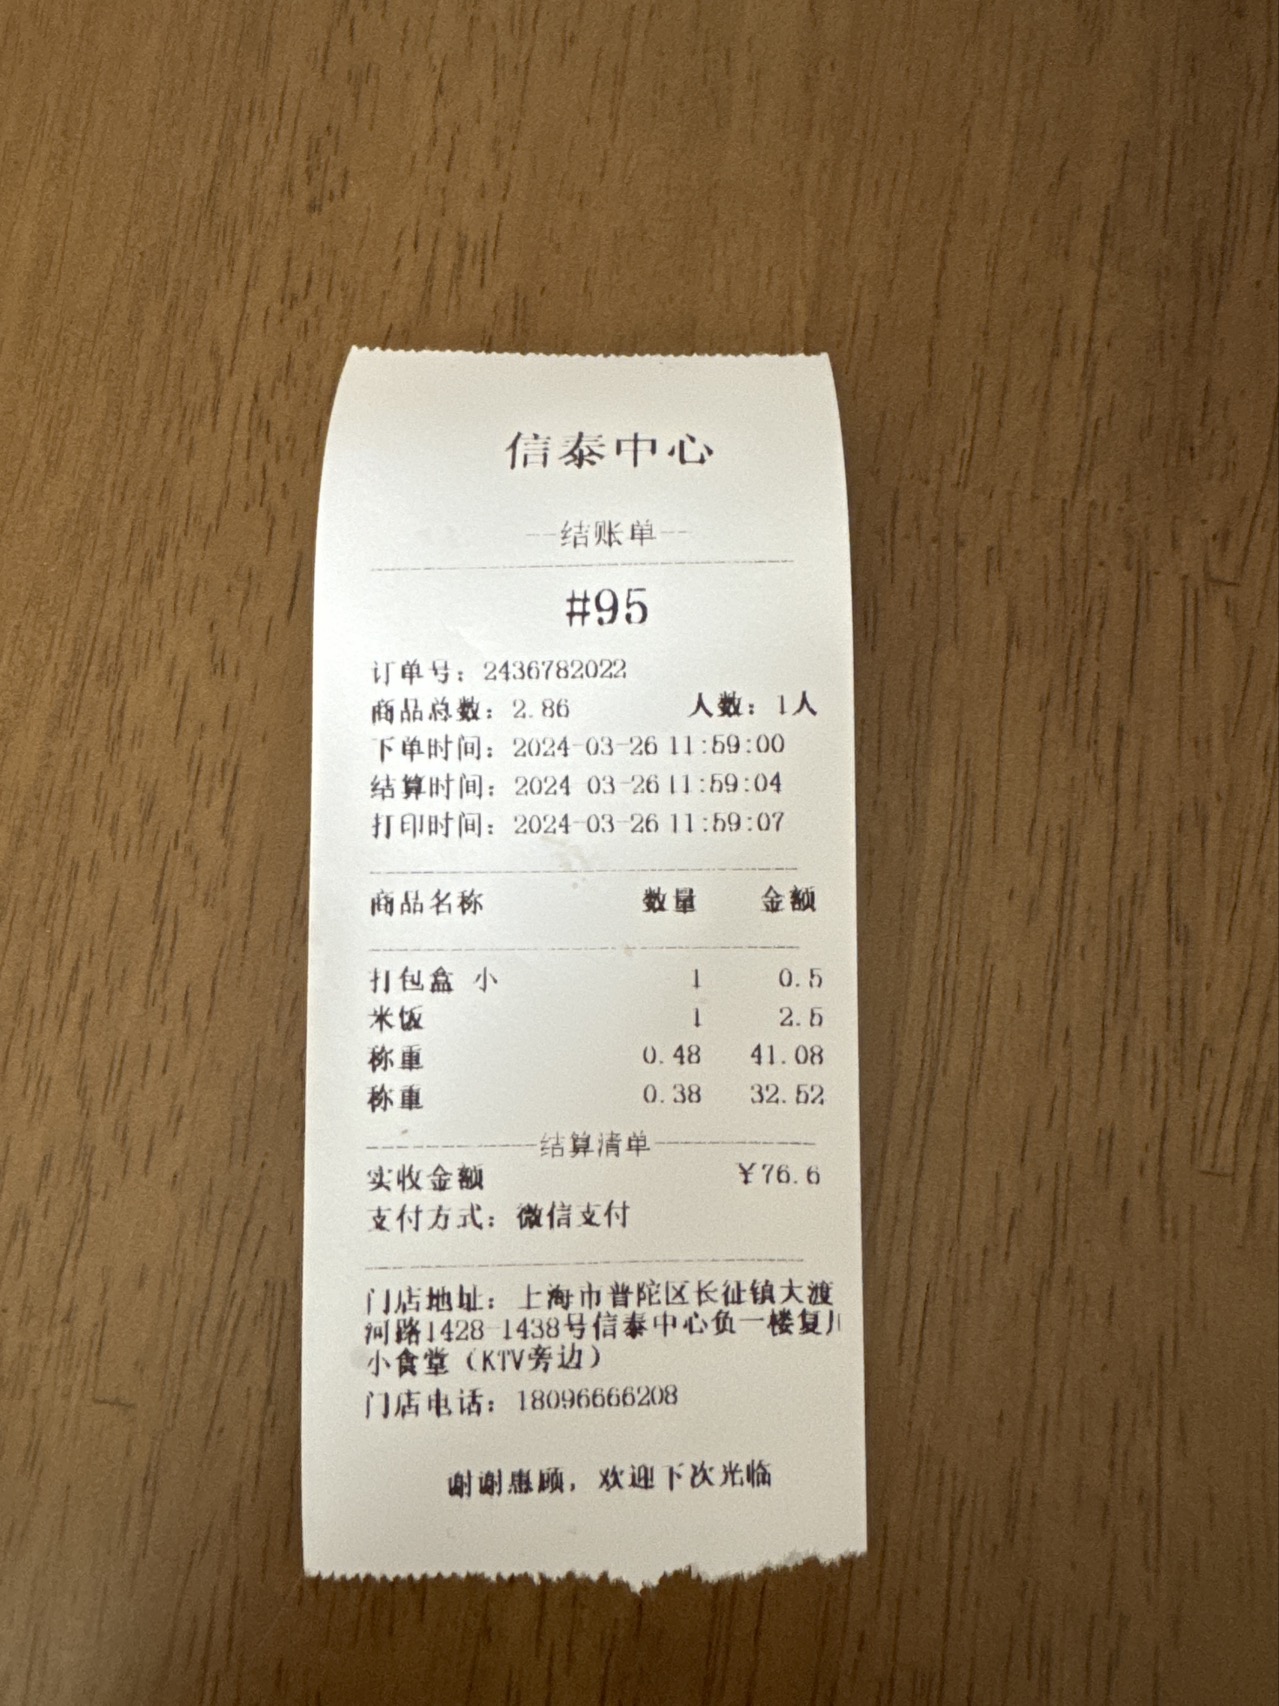 信泰中心
--结账单--
#95
订单号：2436782022
商品总数：2.86 人数：1人
下单时间：2024-03-26 11:59:00
结算时间：2024-03-26 11:59:04
打印时间：2024-03-26 11:59:07
商品名称 数量 金额
打包盒 小 1 0.5
米饭 1 2.5
称重 0.48 41.08
称重 0.38 32.52
结算清单
实收金额 ¥76.6
支付方式：微信支付
门店地址：上海市普陀区长征镇大渡
河路1428-1438号信泰中心负一楼复
小食堂（KTV旁边）
门店电话：18096666208
谢谢惠顾，欢迎下次光临